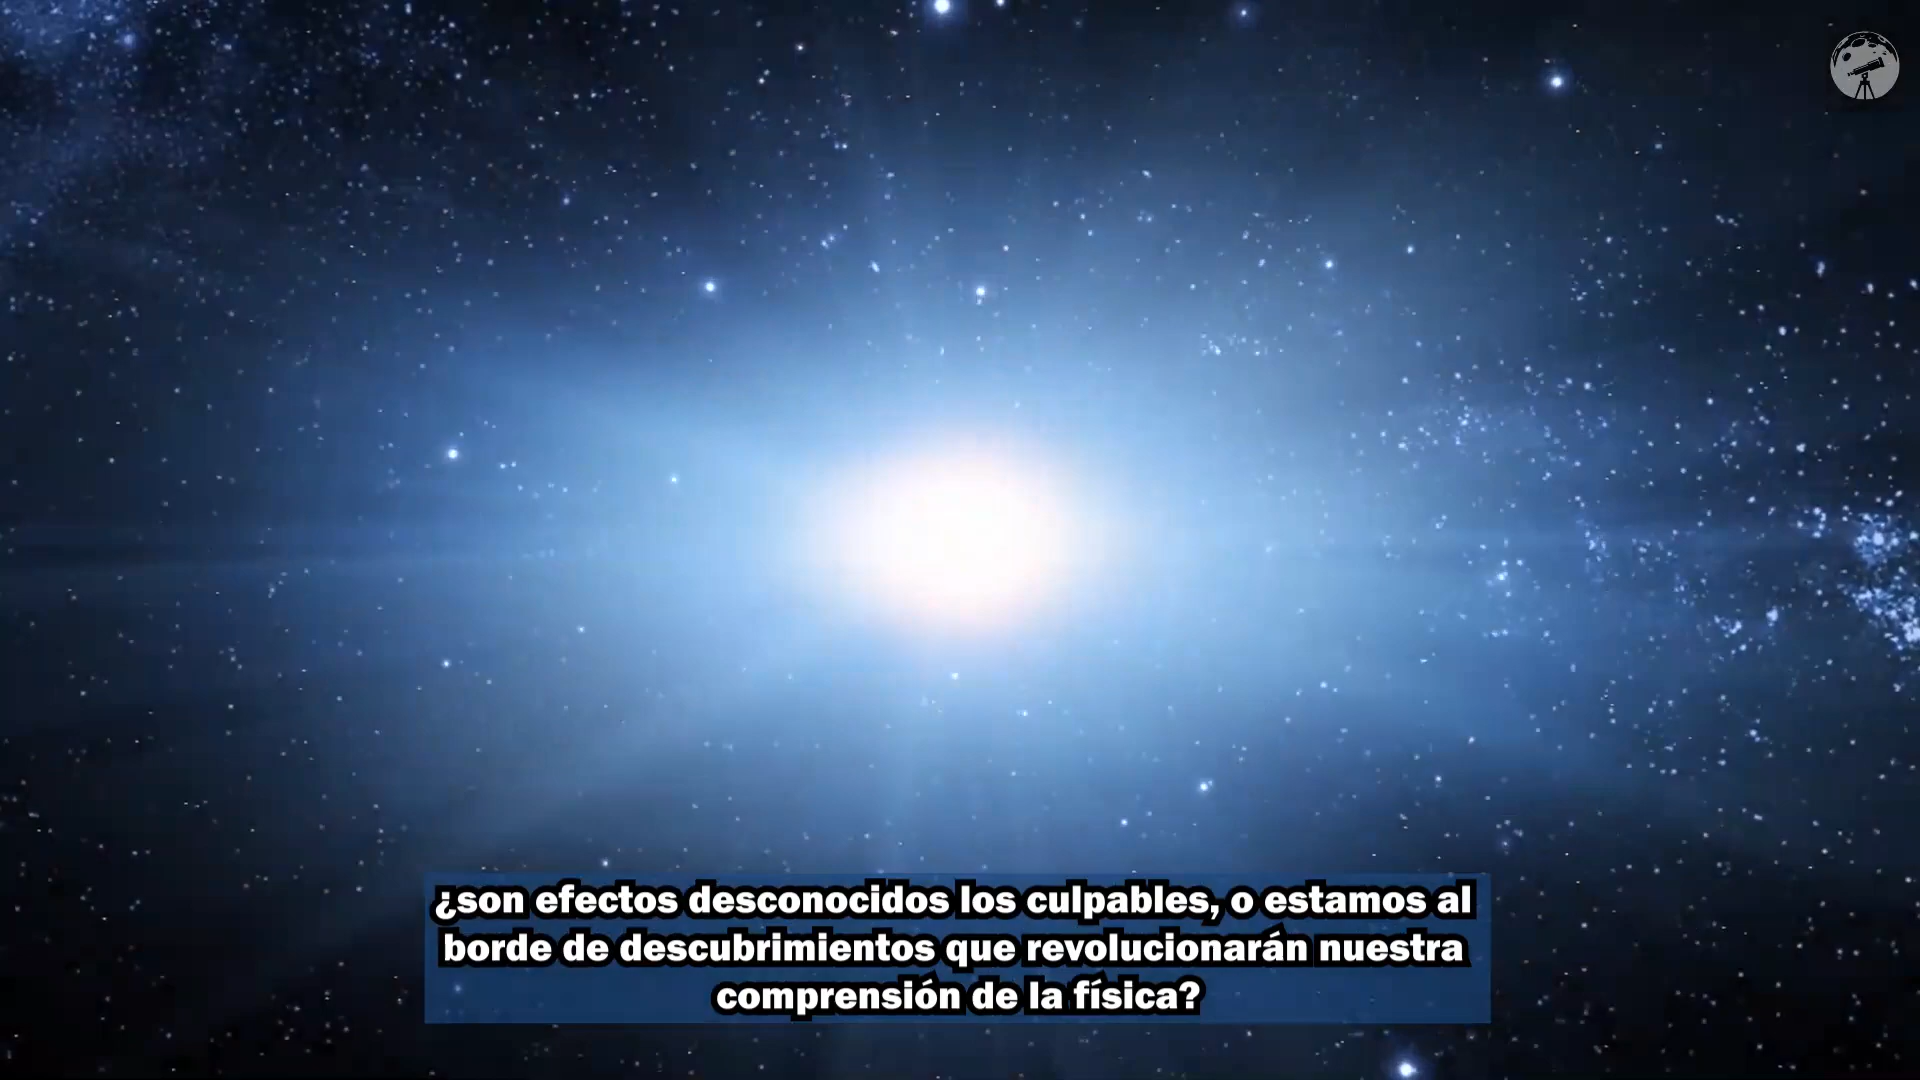 ¿son efectos desconocidos los culpables, o estamos al
borde de descubrimientos que revolucionarán nuestra
comprensión de la física?